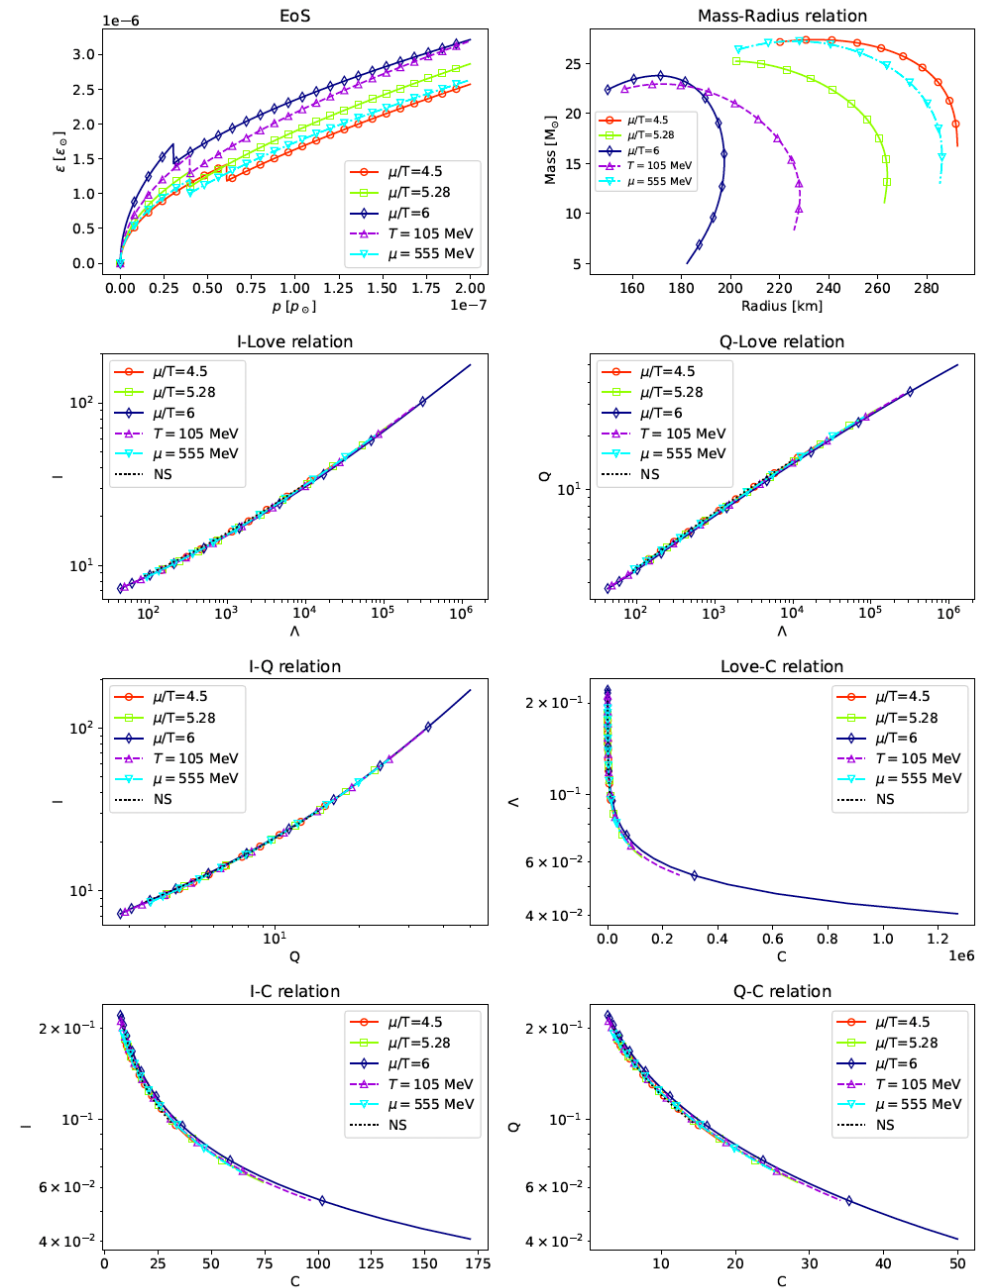 EoS
1e−6
3.0
2.5
2.0
1.5
1.0
0.5
0.0
ε [ε⊙]
μ/T=4.5
μ/T=5.28
μ/T=6
T = 105 MeV
μ = 555 MeV
0.00 0.25 0.50 0.75 1.00 1.25 1.50 1.75 2.00
p [p⊙]
1e−7
Mass-Radius relation
25
20
15
10
5
Mass [M⊙]
μ/T=4.5
μ/T=5.28
μ/T=6
T = 105 MeV
μ = 555 MeV
160 180 200 220 240 260 280
Radius [km]
I-Love relation
10²
10¹
I
μ/T=4.5
μ/T=5.28
μ/T=6
T = 105 MeV
μ = 555 MeV
NS
10² 10³ 10⁴ 10⁵ 10⁶
Λ
Q-Love relation
10¹
Q
μ/T=4.5
μ/T=5.28
μ/T=6
T = 105 MeV
μ = 555 MeV
NS
10² 10³ 10⁴ 10⁵ 10⁶
Λ
I-Q relation
10²
10¹
I
μ/T=4.5
μ/T=5.28
μ/T=6
T = 105 MeV
μ = 555 MeV
NS
10¹
Q
Love-C relation
2 × 10⁻¹
10⁻¹
6 × 10⁻²
4 × 10⁻²
Λ
μ/T=4.5
μ/T=5.28
μ/T=6
T = 105 MeV
μ = 555 MeV
NS
0.0 0.2 0.4 0.6 0.8 1.0 1.2
C
1e6
I-C relation
2 × 10⁻¹
10⁻¹
6 × 10⁻²
4 × 10⁻²
I
μ/T=4.5
μ/T=5.28
μ/T=6
T = 105 MeV
μ = 555 MeV
NS
0 25 50 75 100 125 150 175
C
Q-C relation
2 × 10⁻¹
10⁻¹
6 × 10⁻²
4 × 10⁻²
Q
μ/T=4.5
μ/T=5.28
μ/T=6
T = 105 MeV
μ = 555 MeV
NS
10 20 30 40 50
C